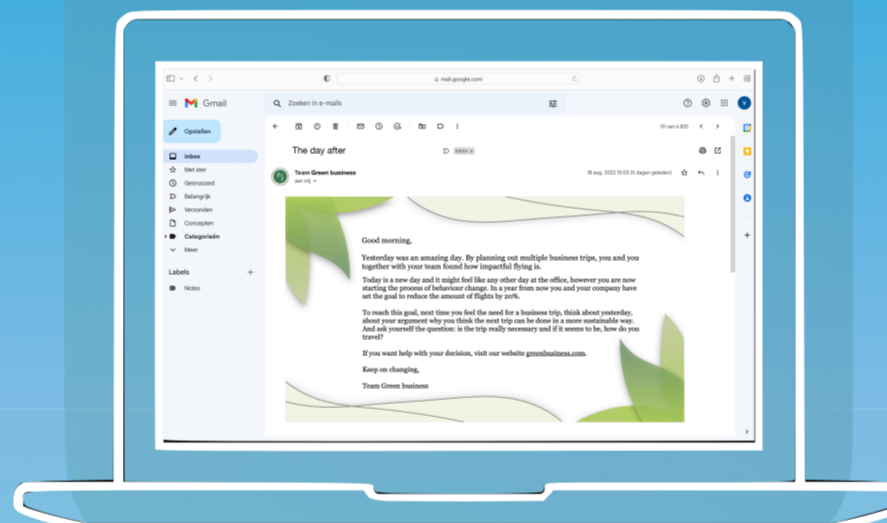 mail.google.com
Gmail
Zoeken in e-mails
Opstellen
10 van 6.835
Inbox
Met ster
Gesnoozed
Belangrijk
Verzonden
Concepten
Categorieën
Meer
Labels
Notes
The day after
Inbox x
Team Green business
aan mij
18 aug. 2022 19:03 (5 dagen geleden)
Good morning,
Yesterday was an amazing day. By planning out multiple business trips, you and you
together with your team found how impactful flying is.
Today is a new day and it might feel like any other day at the office, however you are now
starting the process of behaviour change. In a year from now you and your company have
set the goal to reduce the amount of flights by 20%.
To reach this goal, next time you feel the need for a business trip, think about yesterday,
about your argument why you think the next trip can be done in a more sustainable way.
And ask yourself the question: is the trip really necessary and if it seems to be, how do you
travel?
If you want help with your decision, visit our website greenbusiness.com.
Keep on changing,
Team Green business